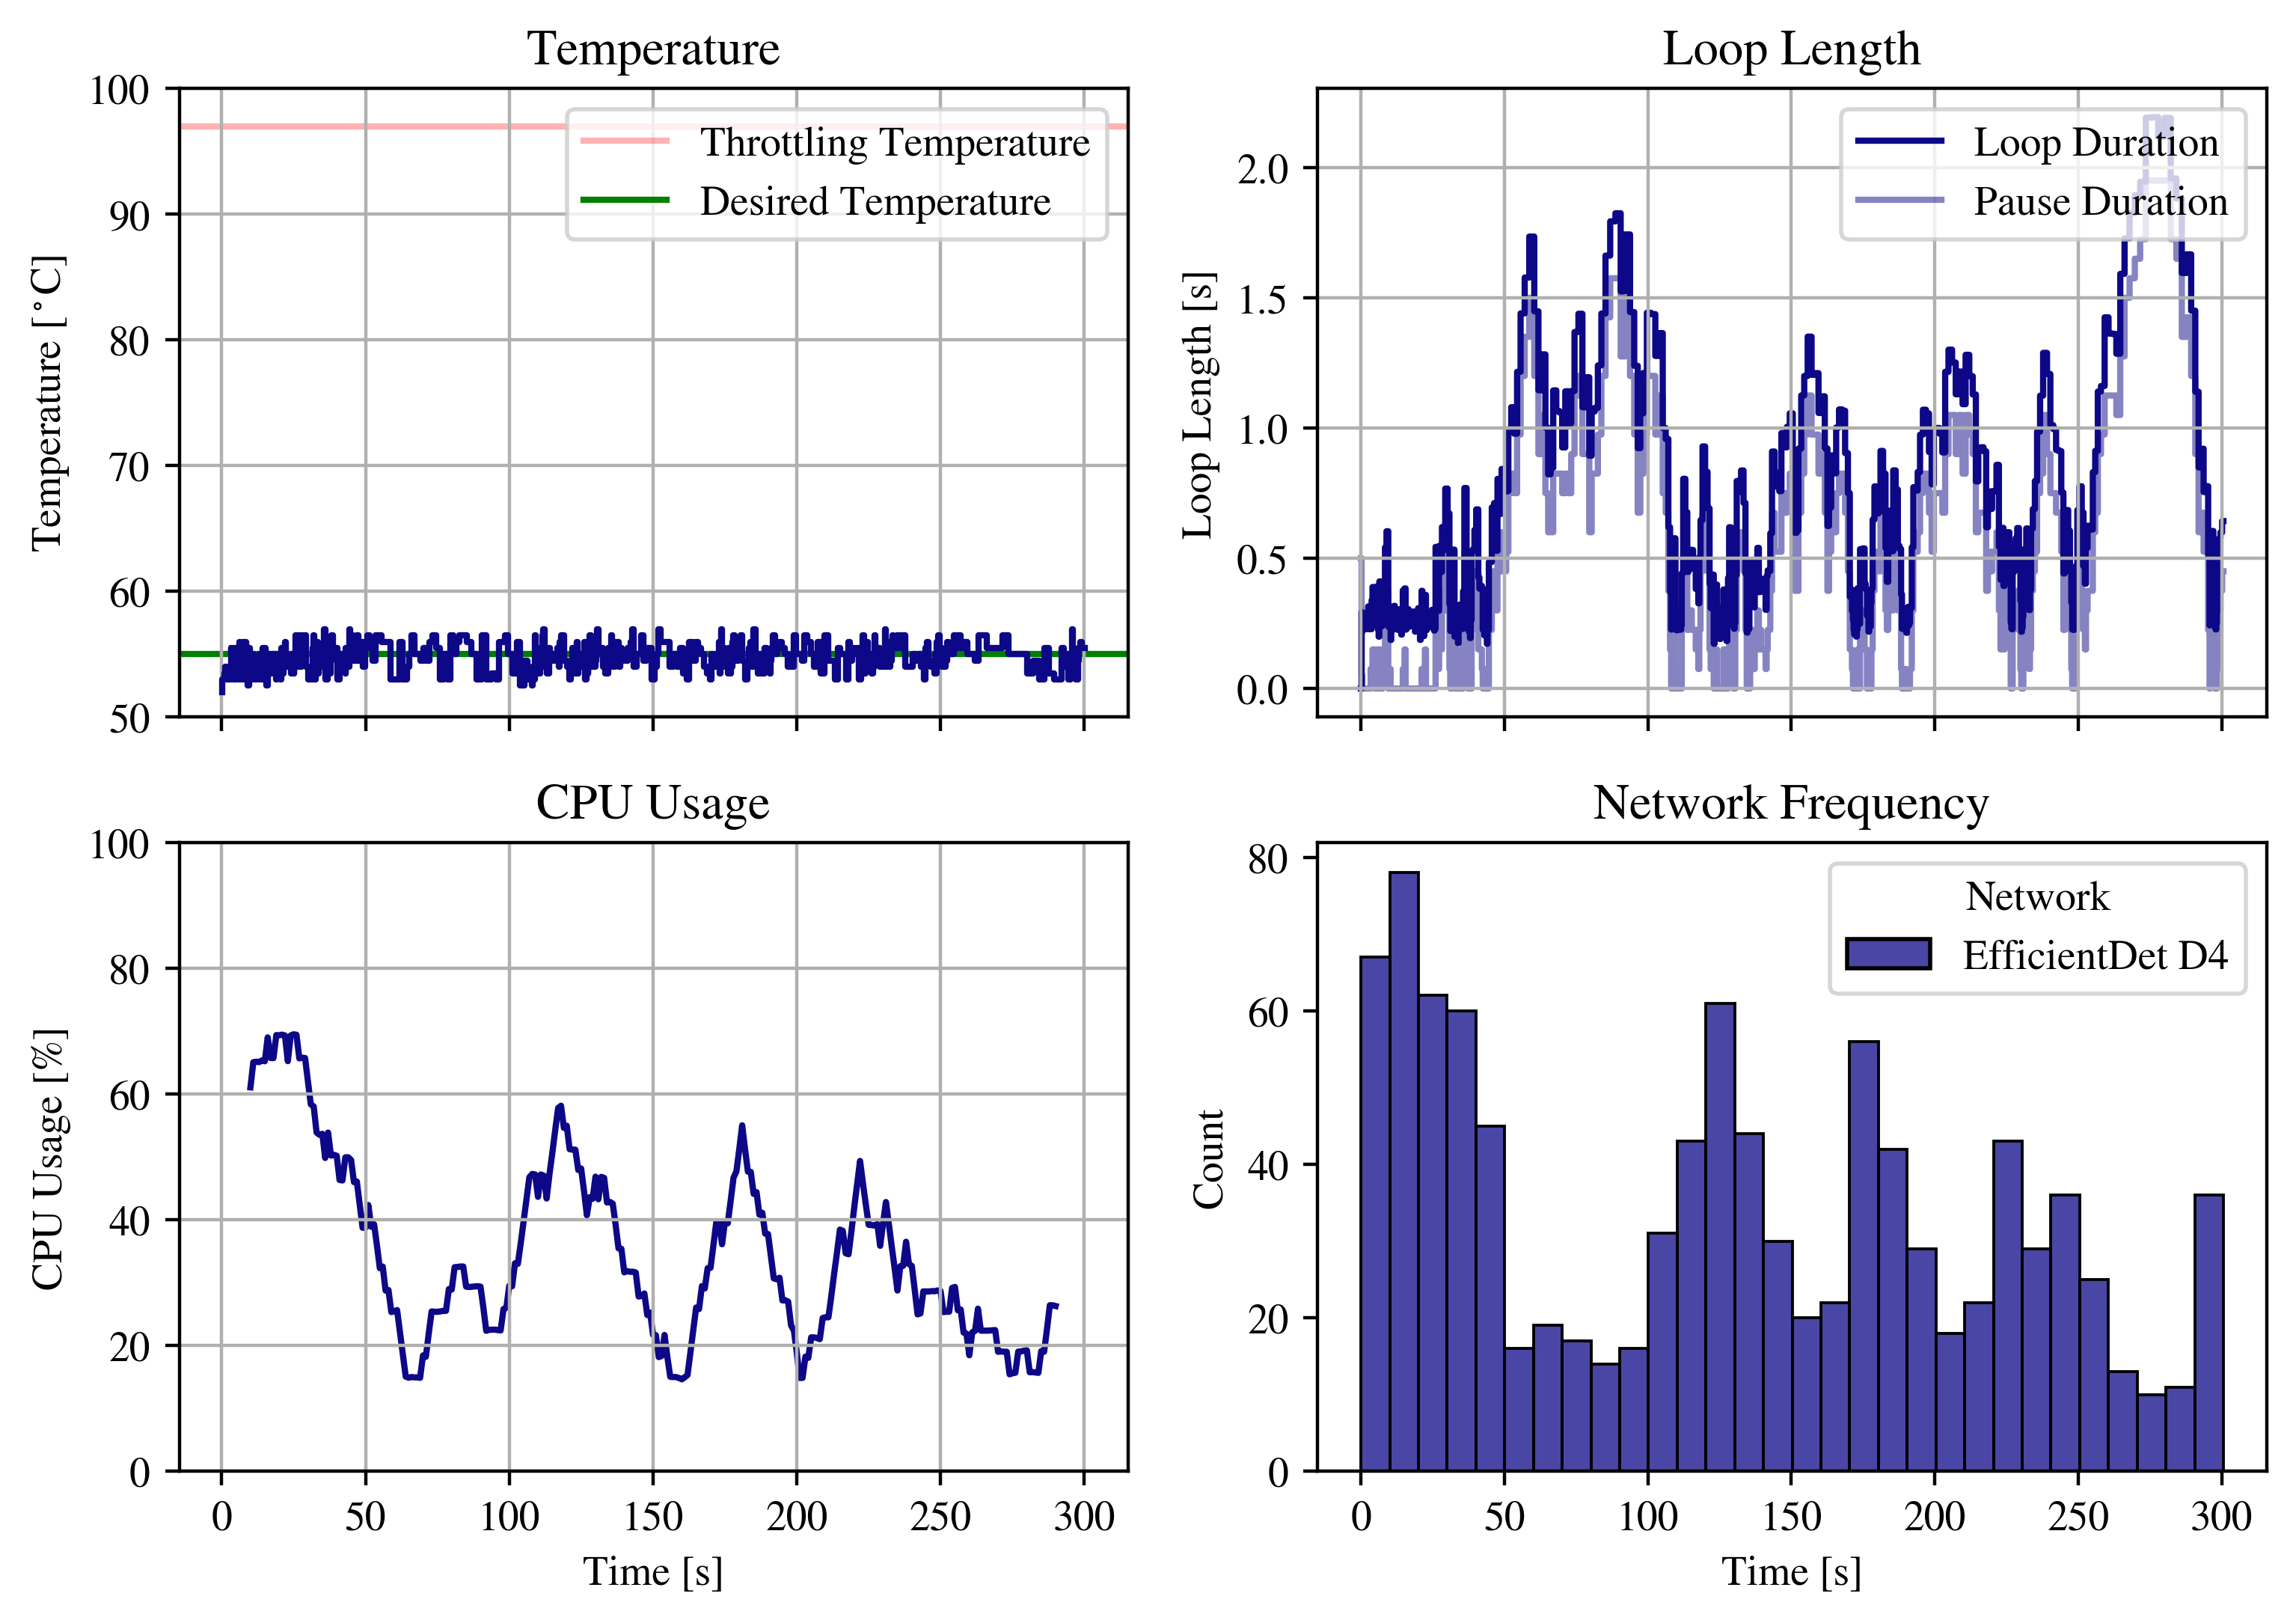 Temperature
100
90
80
70
60
50
Temperature [°C]
Throttling Temperature
Desired Temperature
Loop Length
2.0
1.5
1.0
0.5
0.0
Loop Length [s]
Loop Duration
Pause Duration
CPU Usage
100
80
60
40
20
0
CPU Usage [%]
0 50 100 150 200 250 300
Time [s]
Network Frequency
80
60
40
20
0
Count
Network
EfficientDet D4
0 50 100 150 200 250 300
Time [s]